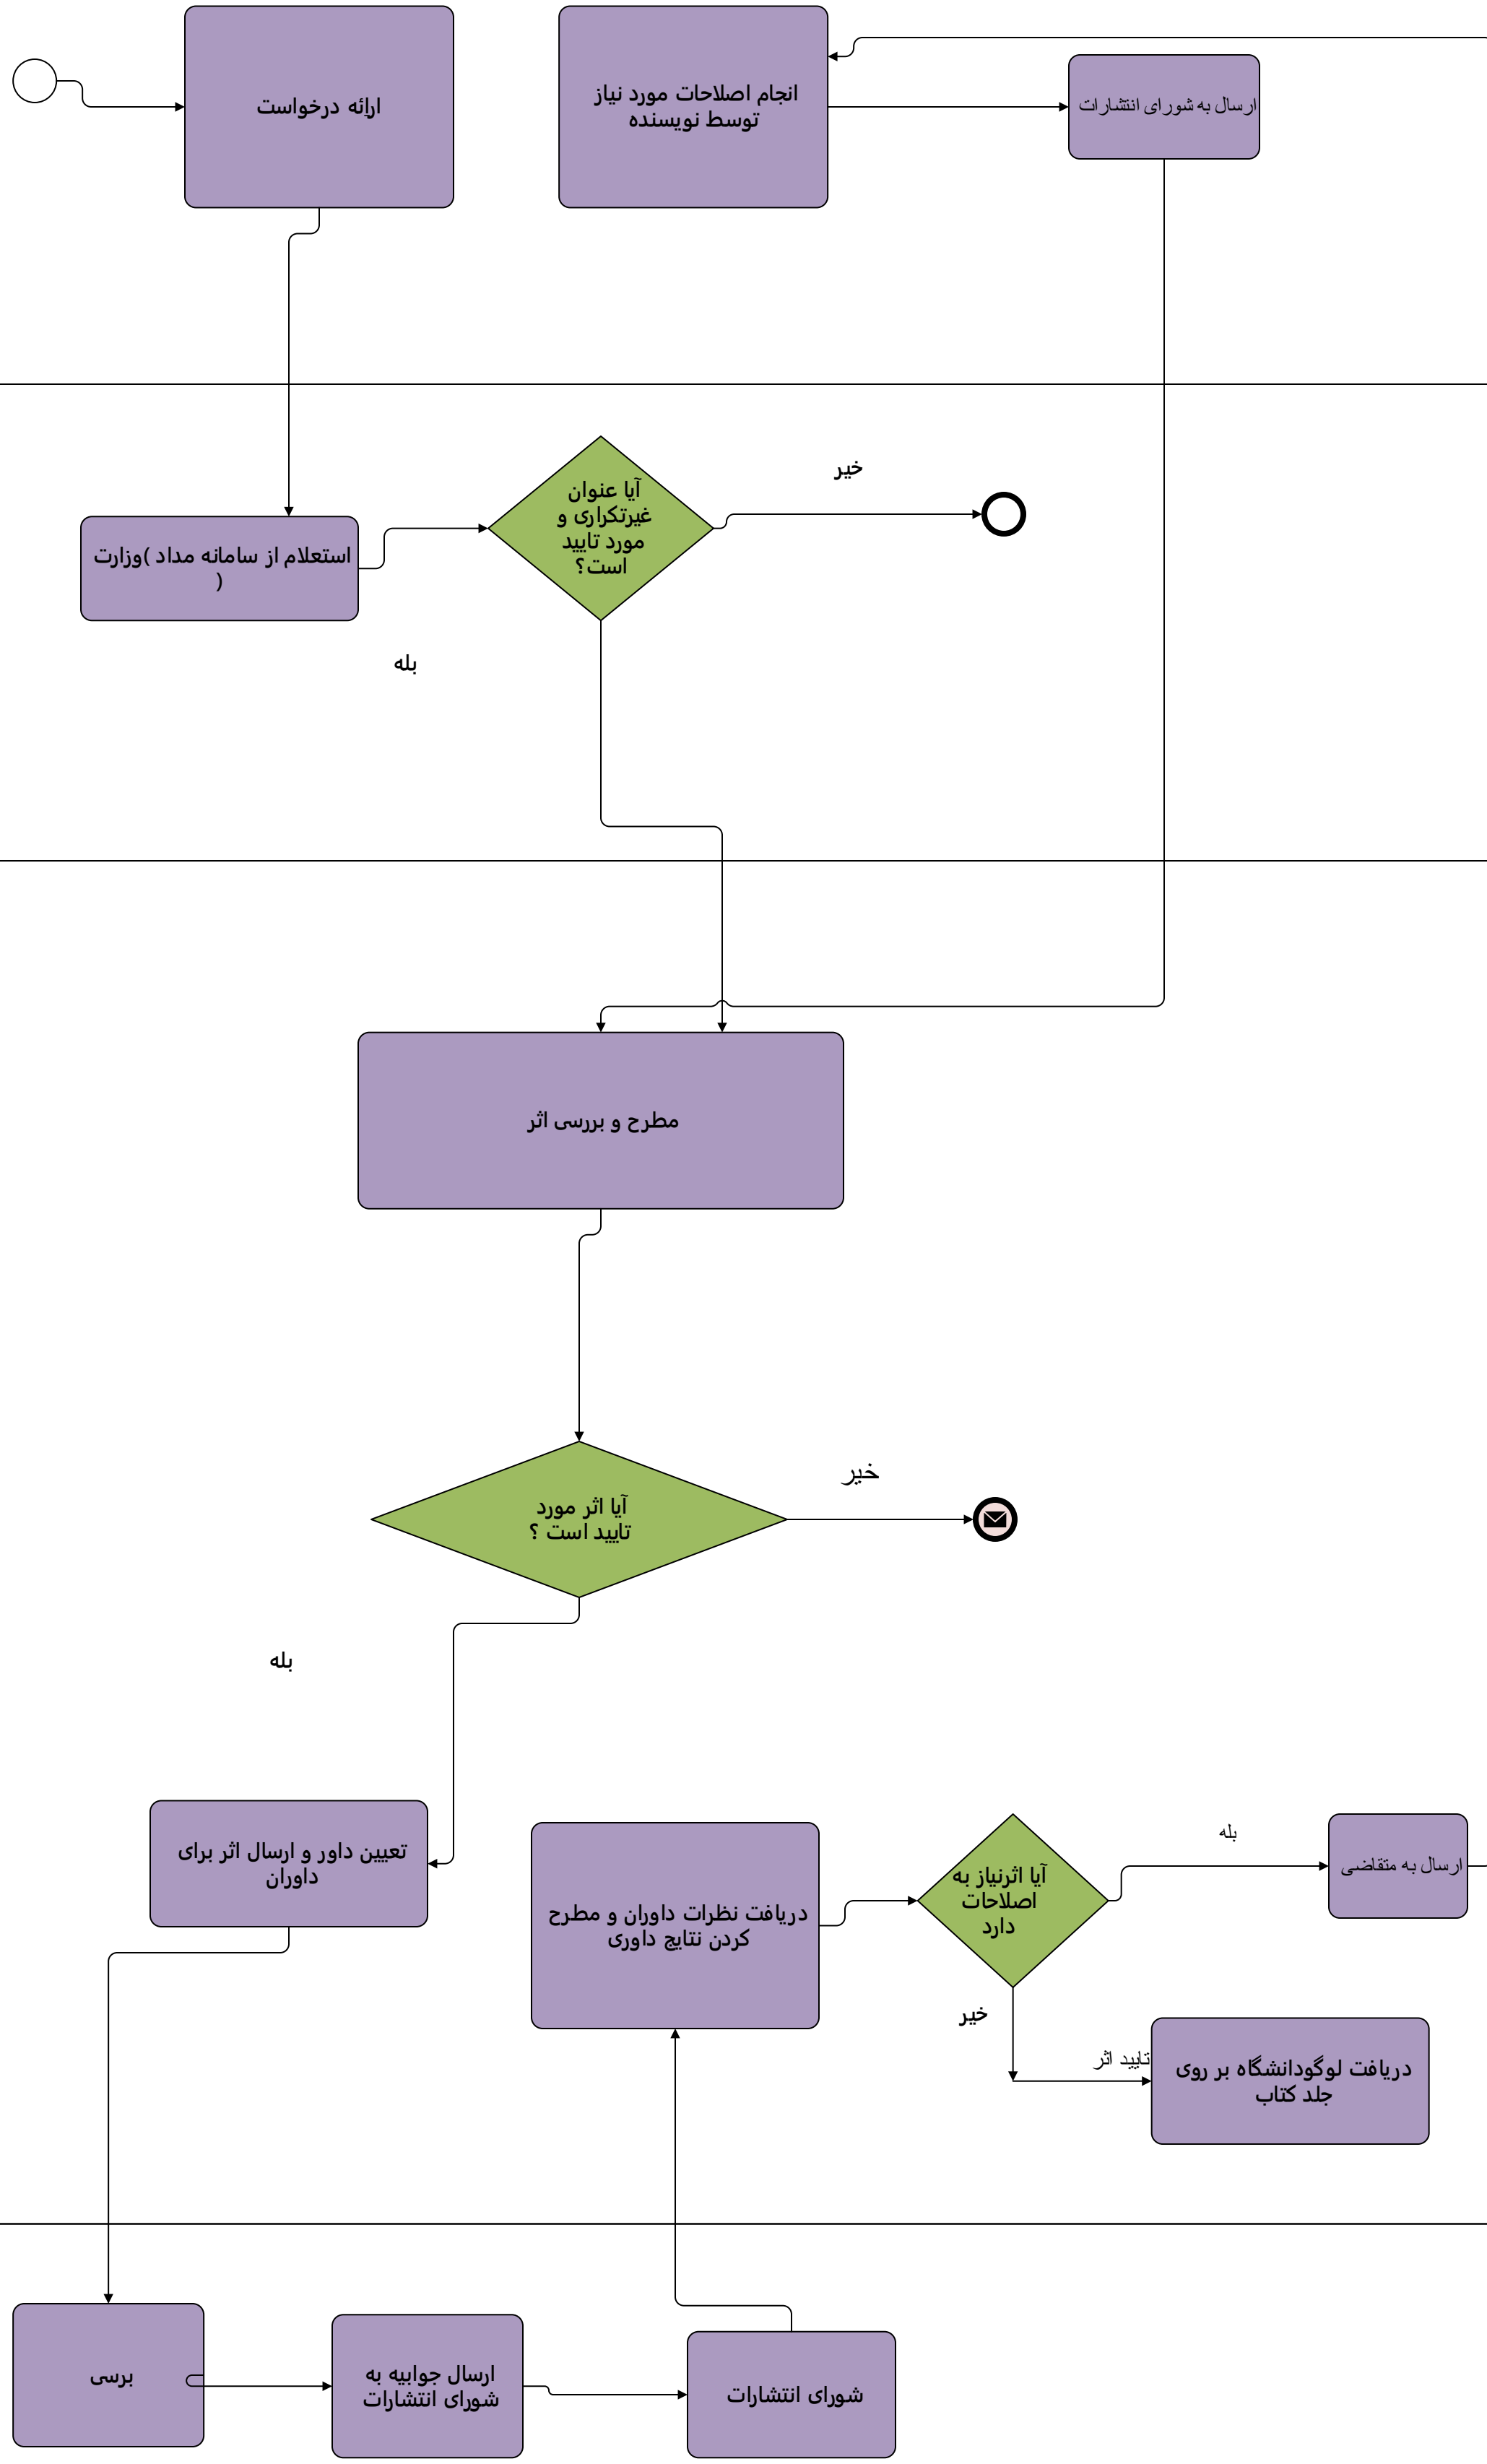 ارائه درخواست
انجام اصلاحات مورد نیاز
توسط نویسنده
ارسال به شورای انتشارات
استعلام از سامانه مداد )وزارت
(
آیا عنوان
غیرتکراری و
مورد تایید
است؟
خیر
بله
مطرح و بررسی اثر
آیا اثر مورد
تایید است ؟
خیر
بله
تعیین داور و ارسال اثر برای
داوران
دریافت نظرات داوران و مطرح
کردن نتایج داوری
آیا اثرنیاز به
اصلاحات
دارد
بله
ارسال به متقاضی
خیر
تایید اثر
دریافت لوگودانشگاه بر روی
جلد کتاب
برسی
ارسال جوابیه به
شورای انتشارات
شورای انتشارات